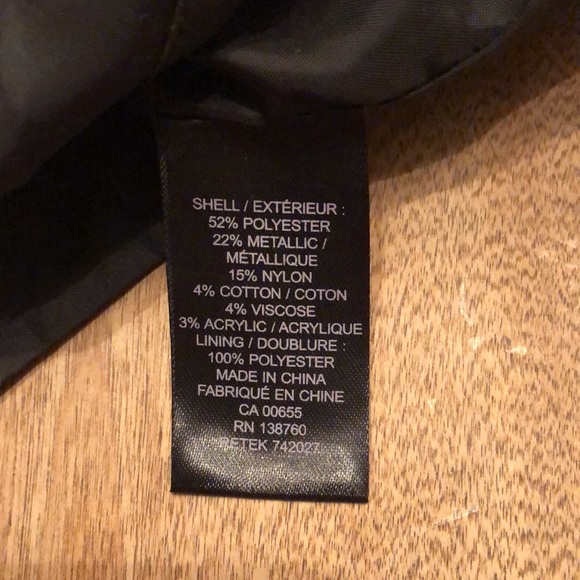 SHELL / EXTÉRIEUR :
52% POLYESTER
22% METALLIC /
MÉTALLIQUE
15% NYLON
4% COTTON / COTON
4% VISCOSE
3% ACRYLIC / ACRYLIQUE
LINING / DOUBLURE :
100% POLYESTER
MADE IN CHINA
FABRIQUÉ EN CHINE
CA 00655
RN 138760
RETEK 742027